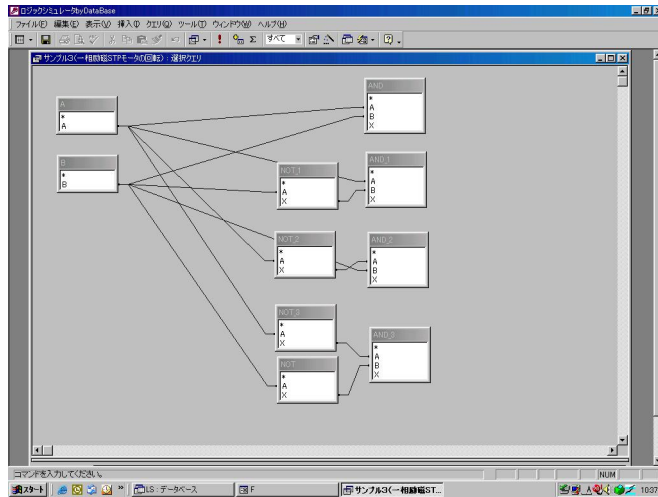 ロジックシミュレータbyDataBase
ファイル(F) 編集(E) 表示(V) 挿入(I) クエリ(Q) ツール(T) ウィンドウ(W) ヘルプ(H)
すべて
サンプル3(一相励磁STPモータの回転) : 選択クエリ
AND
*
A
B
X
A
*
A
AND_1
*
A
B
X
B
*
B
NOT_1
*
A
X
NOT_2
*
A
X
AND_2
*
A
B
X
NOT_3
*
A
X
AND_3
*
A
B
X
NOT
*
A
X
コマンドを入力してください。
NUM
スタート
LS : データベース
F
サンプル3(一相励磁ST...
10:37